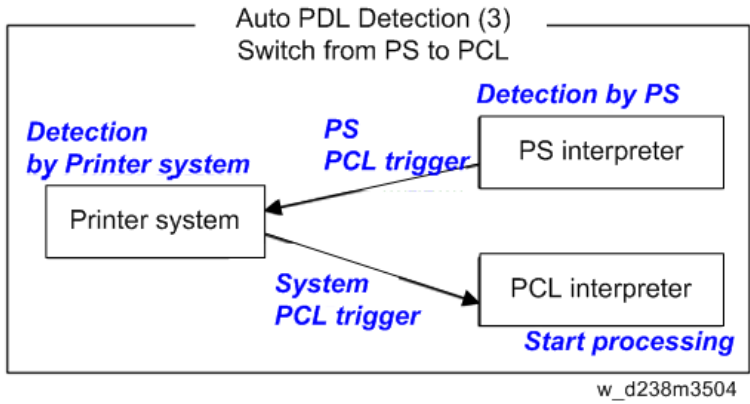 Auto PDL Detection (3)
Switch from PS to PCL
Detection by PS
Detection
by Printer system
PS
PCL trigger
PS interpreter
Printer system
System
PCL trigger
PCL interpreter
Start processing
w_d238m3504